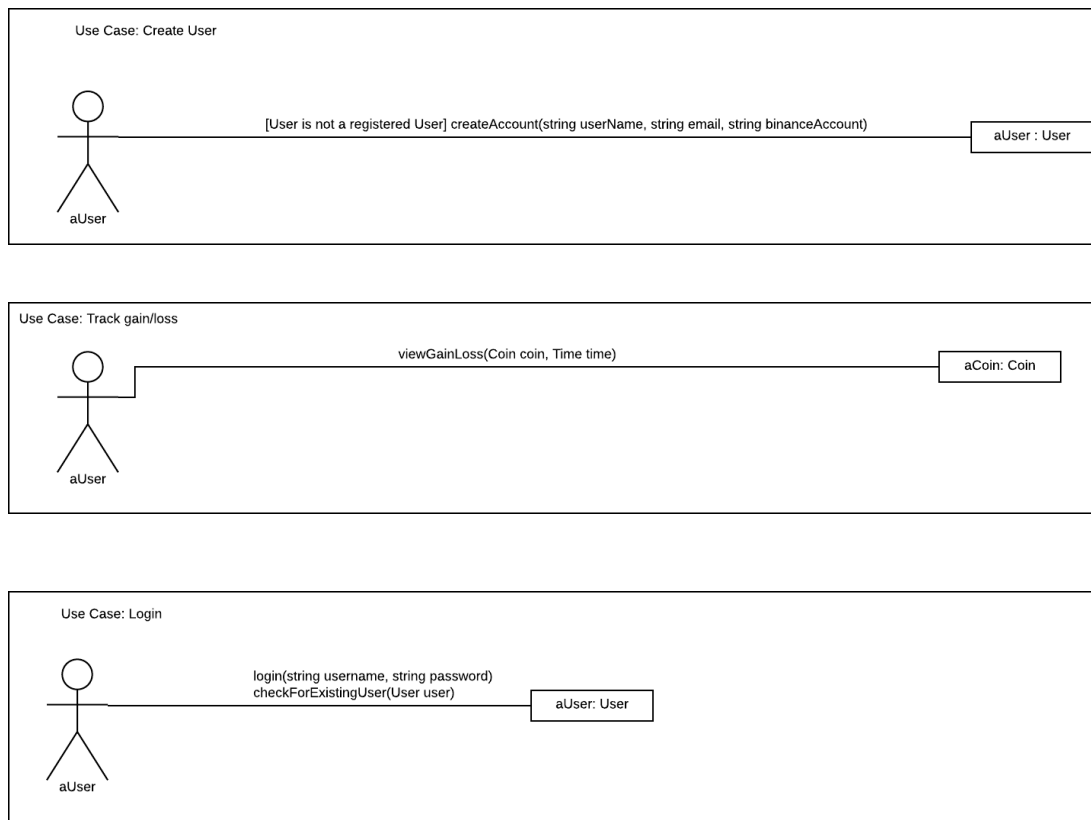 Use Case: Create User
[User is not a registered User] createAccount(string userName, string email, string binanceAccount)
aUser : User
aUser
Use Case: Track gain/loss
viewGainLoss(Coin coin, Time time)
aCoin: Coin
aUser
Use Case: Login
login(string username, string password)
checkForExistingUser(User user)
aUser: User
aUser